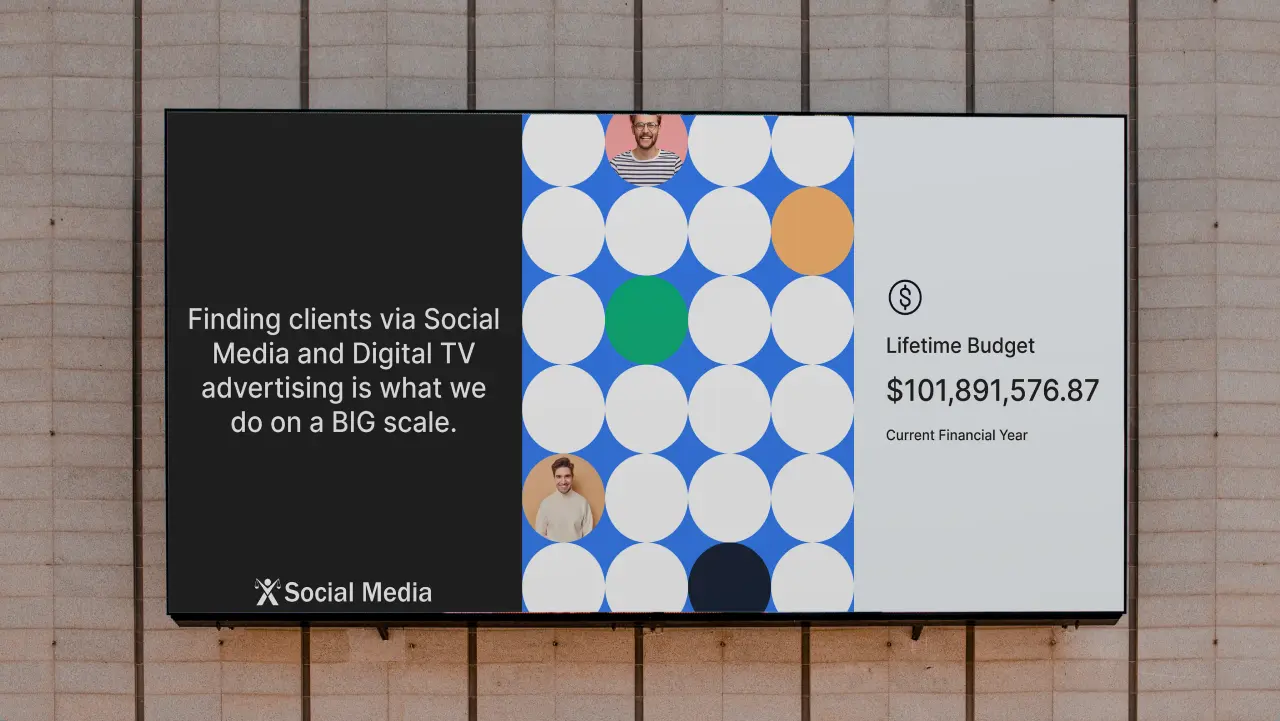 Finding clients via Social
Media and Digital TV
advertising is what we
do on a BIG scale.
Social Media
Lifetime Budget
$101,891,576.87
Current Financial Year